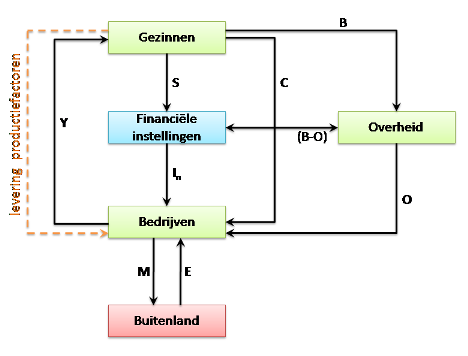 B
Gezinnen
S
C
levering productiefactoren
Y
Financiële
instellingen
(B-O)
Overheid
In
O
Bedrijven
M
E
Buitenland